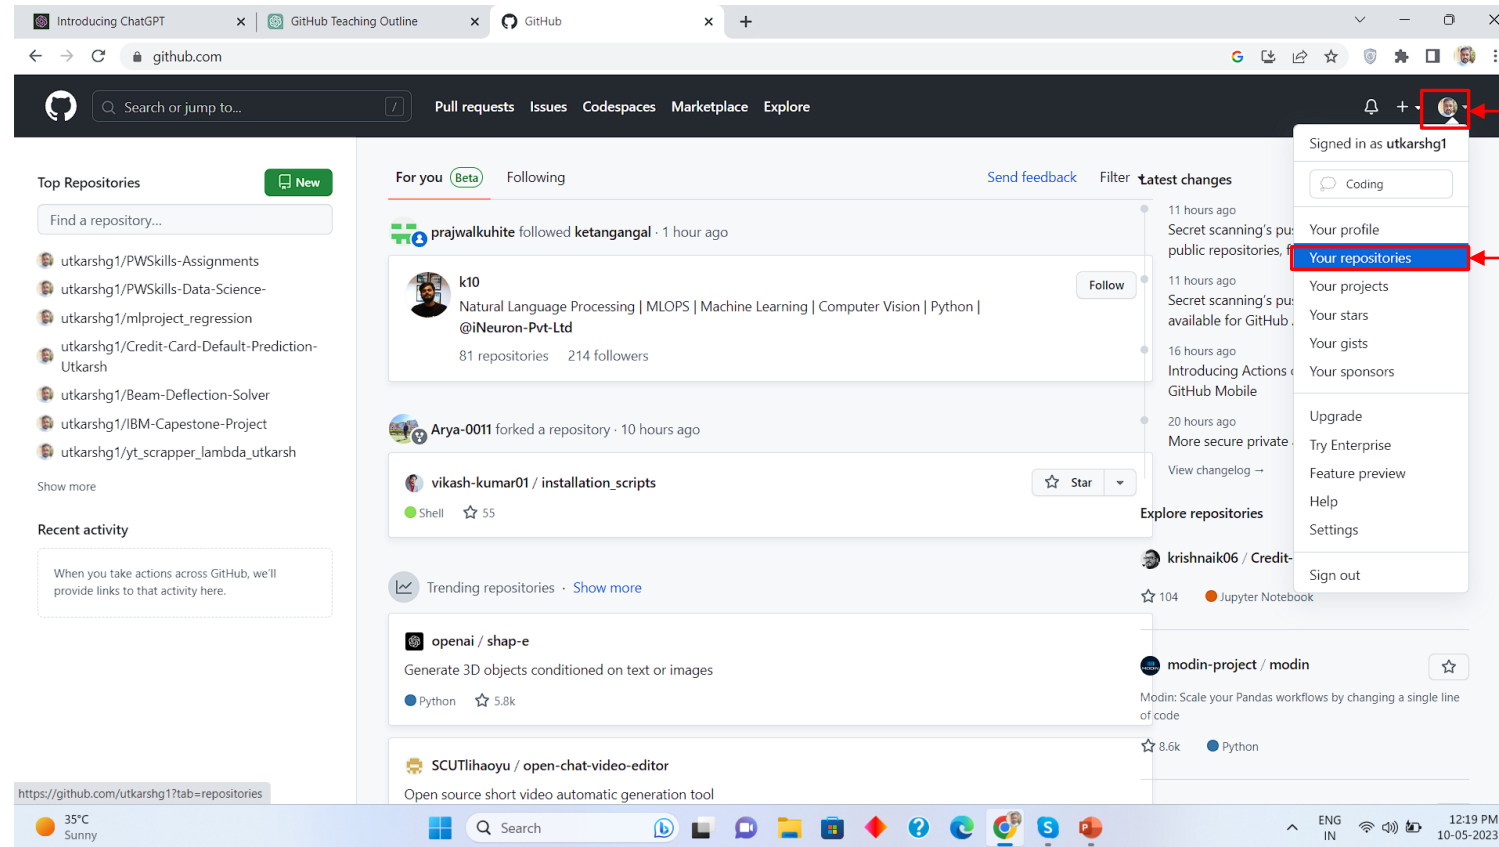 Introducing ChatGPT
GitHub Teaching Outline
GitHub
github.com
Search or jump to...
/
Pull requests
Issues
Codespaces
Marketplace
Explore
Top Repositories
New
Find a repository...
utkarshg1/PWSkills-Assignments
utkarshg1/PWSkills-Data-Science-
utkarshg1/mlproject_regression
utkarshg1/Credit-Card-Default-Prediction-
Utkarsh
utkarshg1/Beam-Deflection-Solver
utkarshg1/IBM-Capestone-Project
utkarshg1/yt_scrapper_lambda_utkarsh
Show more
Recent activity
When you take actions across GitHub, we'll
provide links to that activity here.
For you Beta
Following
Send feedback
Filter
prajwalkuhite followed ketangangal · 1 hour ago
k10
Follow
Natural Language Processing | MLOPS | Machine Learning | Computer Vision | Python |
@iNeuron-Pvt-Ltd
81 repositories 214 followers
Arya-0011 forked a repository · 10 hours ago
vikash-kumar01 / installation_scripts
Star
Shell 55
Trending repositories · Show more
openai / shap-e
Generate 3D objects conditioned on text or images
Python 5.8k
SCUTlihaoyu / open-chat-video-editor
Open source short video automatic generation tool
Latest changes
11 hours ago
Secret scanning's pu
public repositories, f
11 hours ago
Secret scanning's pu
available for GitHub
16 hours ago
Introducing Actions
GitHub Mobile
20 hours ago
More secure private
View changelog →
Explore repositories
krishnaik06 / Credit-
104 Jupyter Notebook
modin-project / modin
Modin: Scale your Pandas workflows by changing a single line
of code
8.6k Python
Signed in as utkarshg1
Coding
Your profile
Your repositories
Your projects
Your stars
Your gists
Your sponsors
Upgrade
Try Enterprise
Feature preview
Help
Settings
Sign out
https://github.com/utkarshg1?tab=repositories
35°C
Sunny
Search
ENG
IN
12:19 PM
10-05-2023